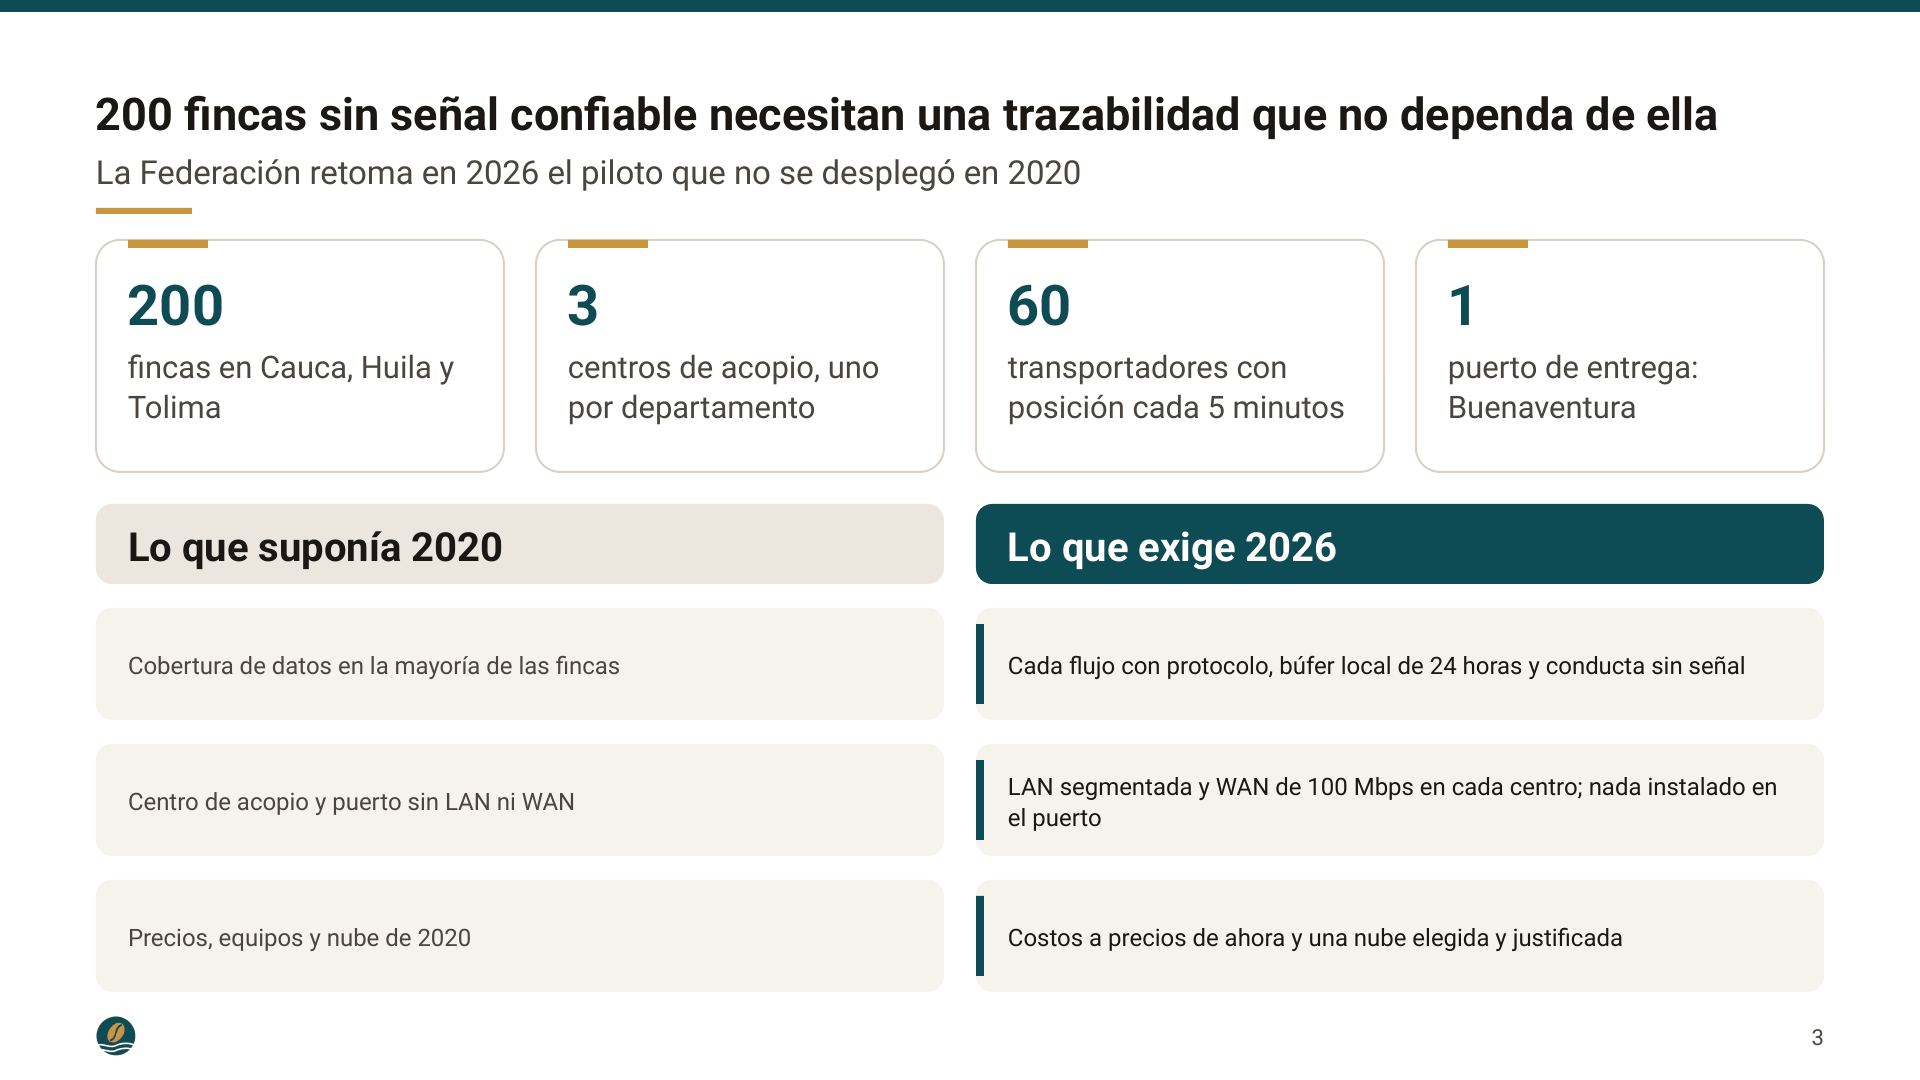 200 fincas sin señal confiable necesitan una trazabilidad que no dependa de ella
La Federación retoma en 2026 el piloto que no se desplegó en 2020
200
fincas en Cauca, Huila y
Tolima
3
centros de acopio, uno
por departamento
60
transportadores con
posición cada 5 minutos
1
puerto de entrega:
Buenaventura
Lo que suponía 2020
Lo que exige 2026
Cobertura de datos en la mayoría de las fincas
Cada flujo con protocolo, búfer local de 24 horas y conducta sin señal
Centro de acopio y puerto sin LAN ni WAN
LAN segmentada y WAN de 100 Mbps en cada centro; nada instalado en
el puerto
Precios, equipos y nube de 2020
Costos a precios de ahora y una nube elegida y justificada
3